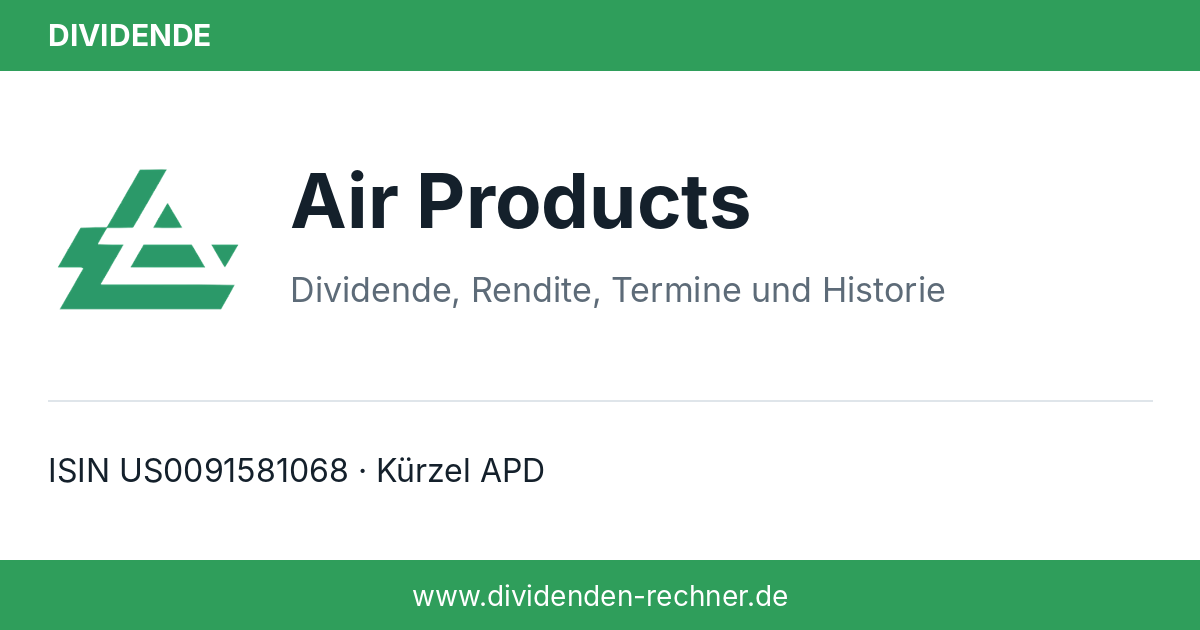 DIVIDENDE
Air Products
Dividende, Rendite, Termine und Historie
ISIN US0091581068 · Kürzel APD
www.dividenden-rechner.de